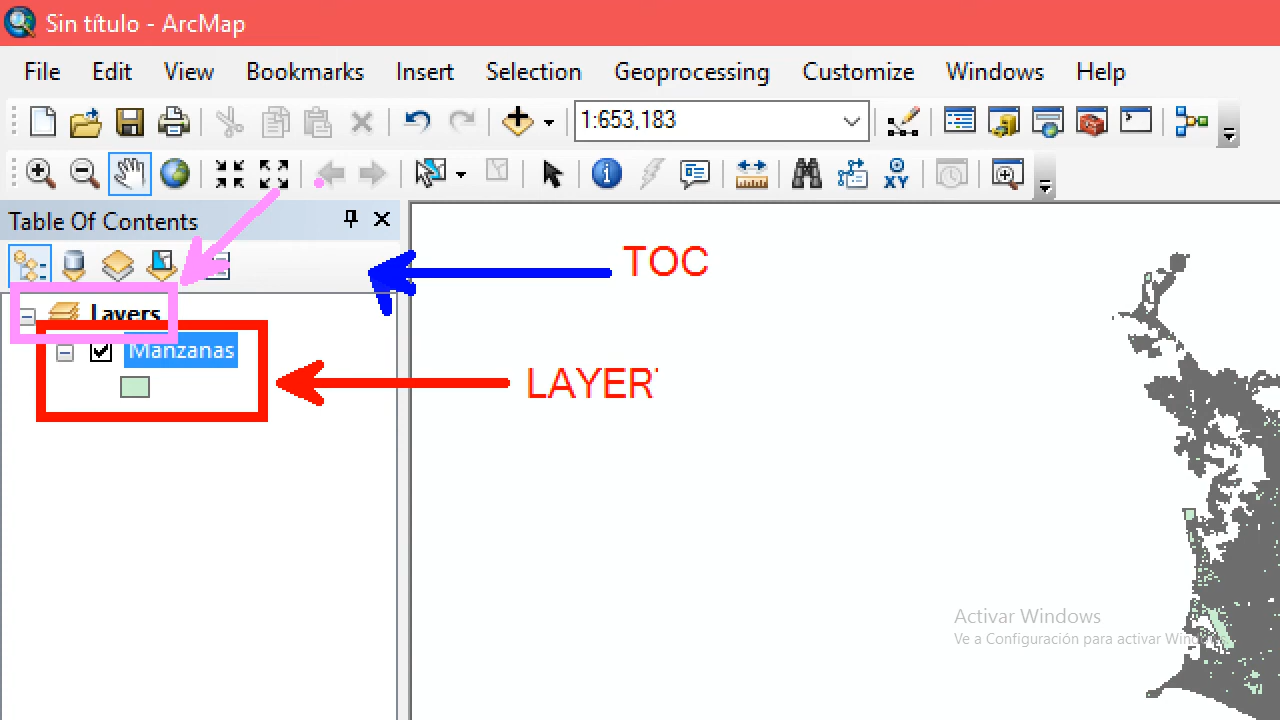 Sin título - ArcMap
File Edit View Bookmarks Insert Selection Geoprocessing Customize Windows Help
1:653,183
XY
Table Of Contents
TOC
Layers
Manzanas
LAYER
Activar Windows
Ve a Configuración para activar Windows